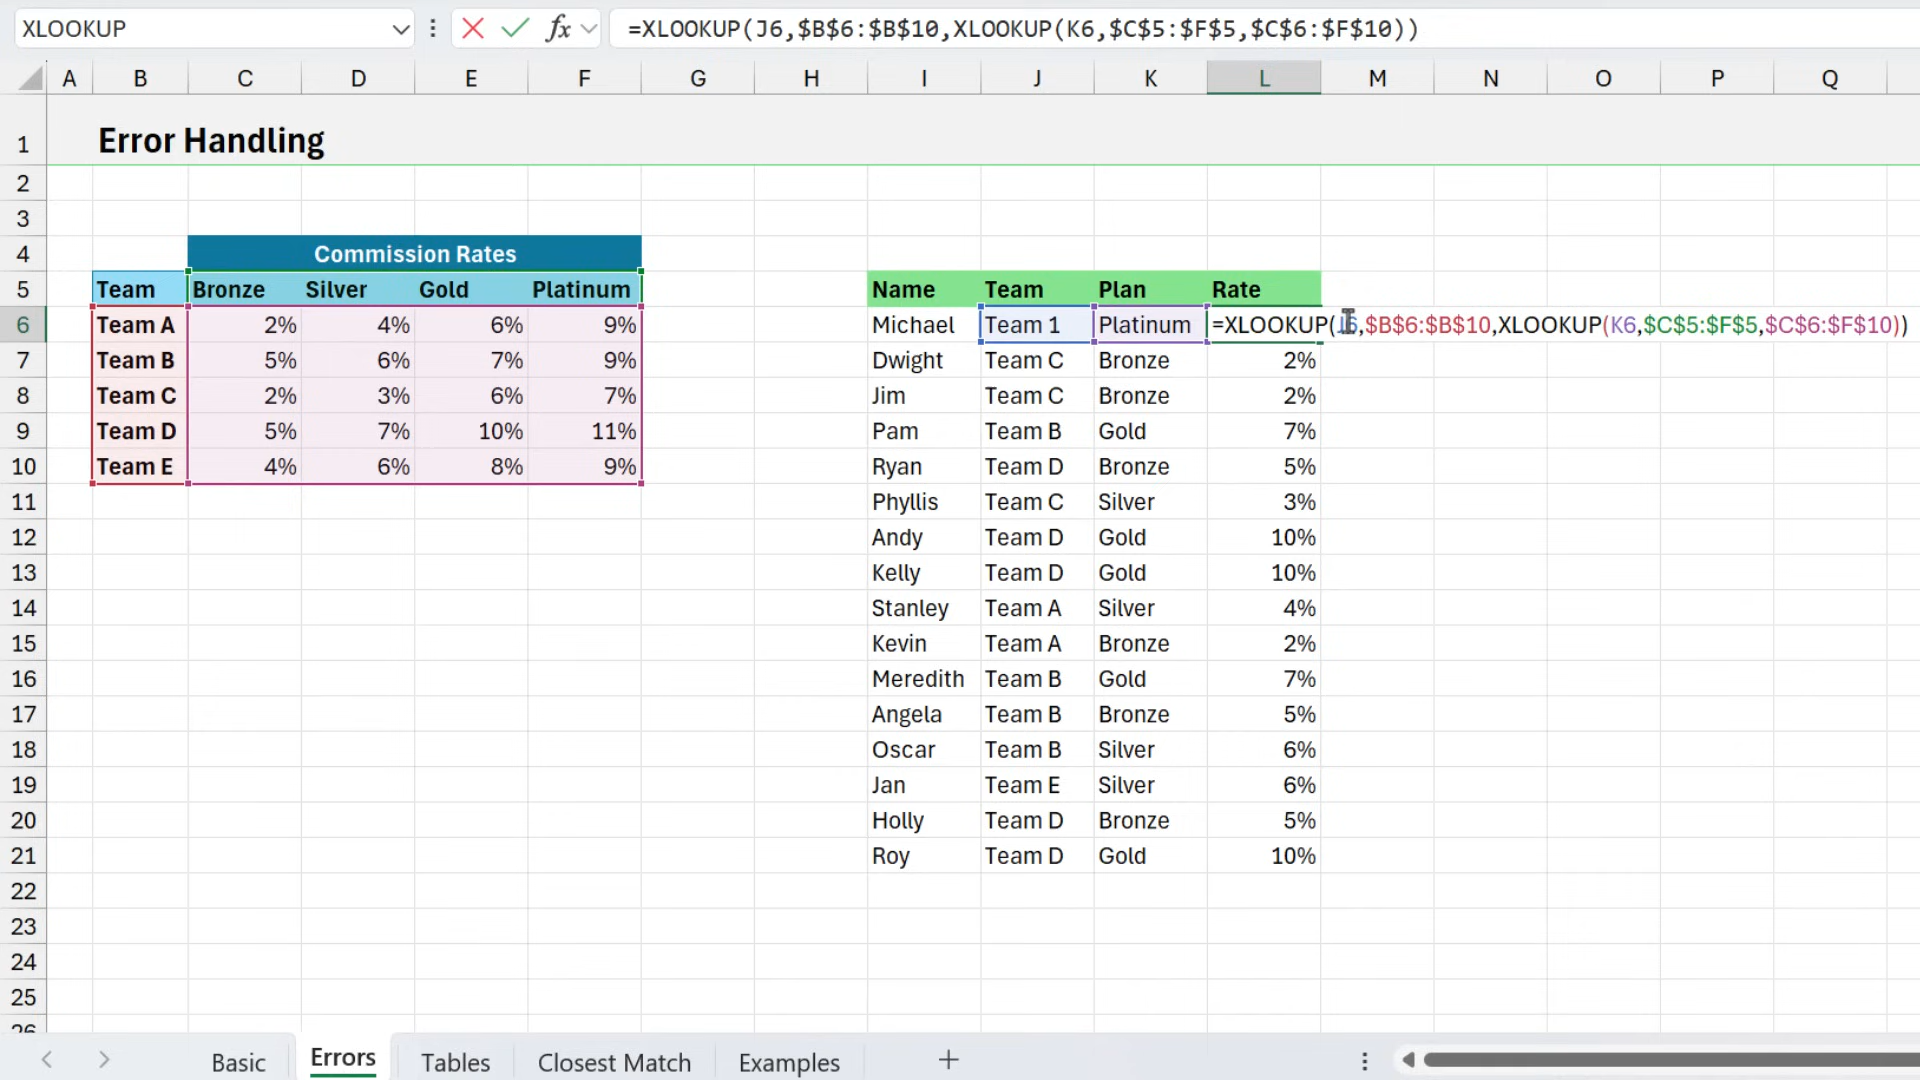 XLOOKUP fx =XLOOKUP(J6,$B$6:$B$10,XLOOKUP(K6,$C$5:$F$5,$C$6:$F$10))
A B C D E F G H I J K L M N O P Q
1 Error Handling
2
3
4 Commission Rates
5 Team Bronze Silver Gold Platinum Name Team Plan Rate
6 Team A 2% 4% 6% 9% Michael Team 1 Platinum =XLOOKUP(J6,$B$6:$B$10,XLOOKUP(K6,$C$5:$F$5,$C$6:$F$10))
7 Team B 5% 6% 7% 9% Dwight Team C Bronze 2%
8 Team C 2% 3% 6% 7% Jim Team C Bronze 2%
9 Team D 5% 7% 10% 11% Pam Team B Gold 7%
10 Team E 4% 6% 8% 9% Ryan Team D Bronze 5%
11 Phyllis Team C Silver 3%
12 Andy Team D Gold 10%
13 Kelly Team D Gold 10%
14 Stanley Team A Silver 4%
15 Kevin Team A Bronze 2%
16 Meredith Team B Gold 7%
17 Angela Team B Bronze 5%
18 Oscar Team B Silver 6%
19 Jan Team E Silver 6%
20 Holly Team D Bronze 5%
21 Roy Team D Gold 10%
22
23
24
25
26
Basic Errors Tables Closest Match Examples